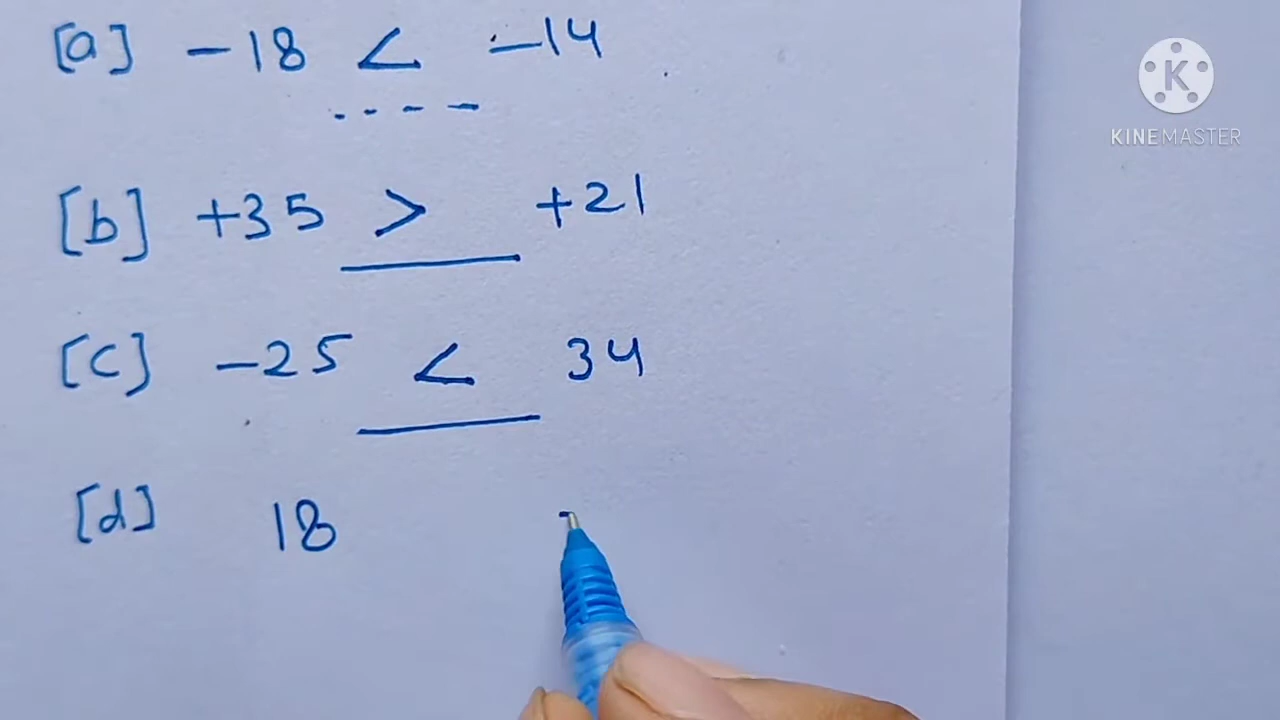 [a] -18 < -14
[b] +35 > +21
[c] -25 < 34
[d] 18
K
KINEMASTER